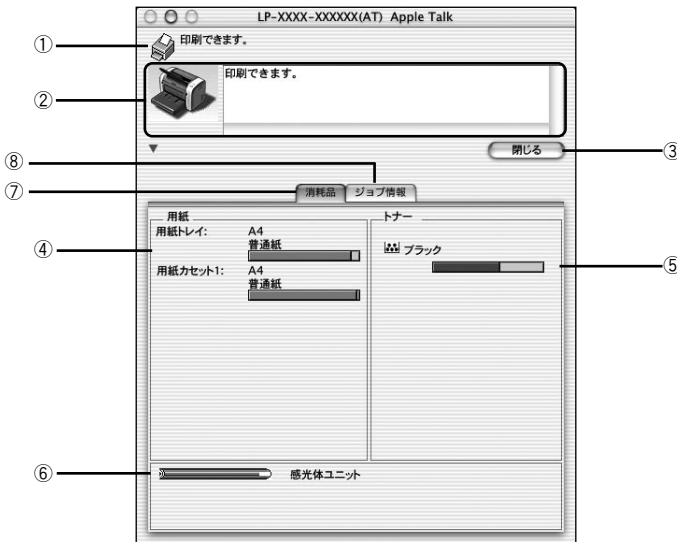 LP-XXXX-XXXXXX(AT) Apple Talk
① 印刷できます。
② 印刷できます。
閉じる ③
⑧
⑦ 消耗品 ジョブ情報
用紙
用紙トレイ: A4
普通紙
④
用紙カセット1: A4
普通紙
トナー
ブラック
⑤
⑥ 感光体ユニット